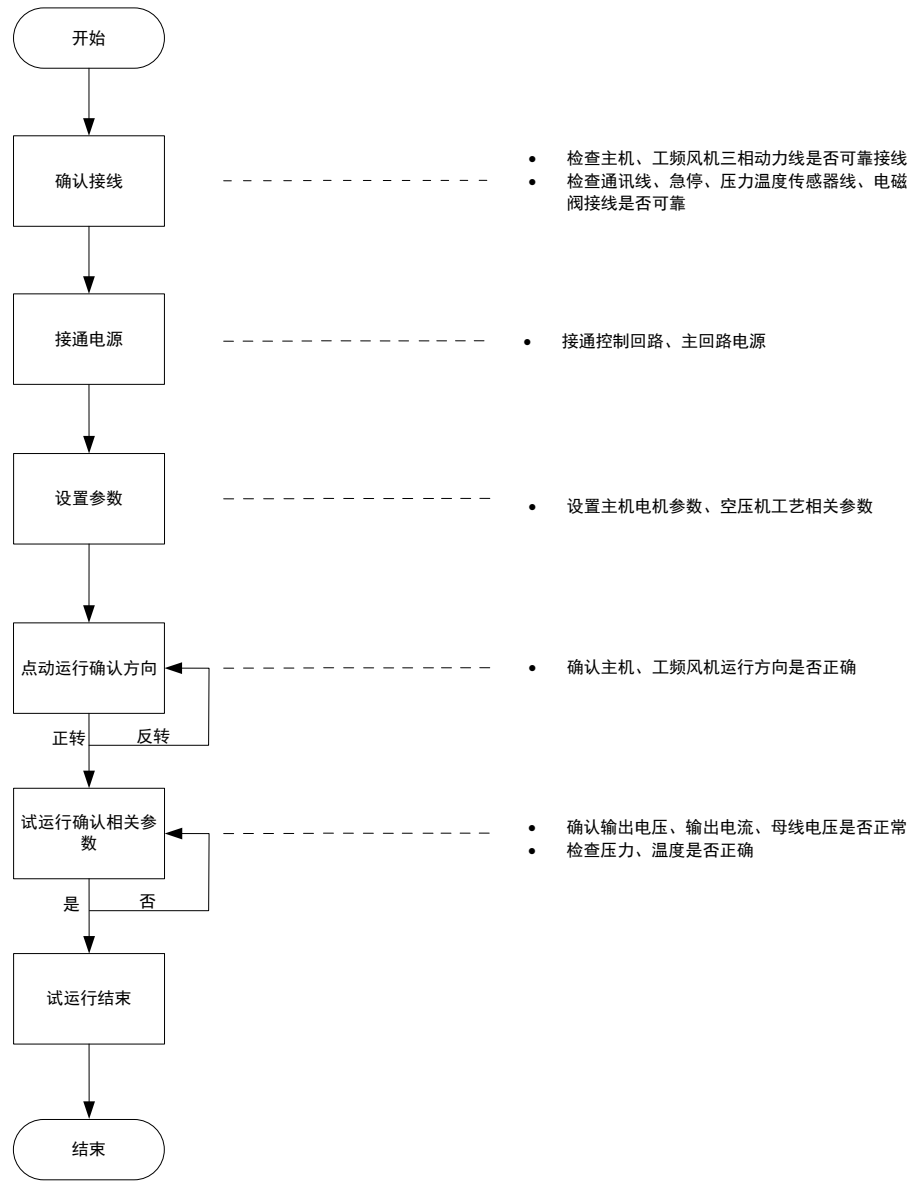 开始
确认接线
• 检查主机、工频风机三相动力线是否可靠接线
• 检查通讯线、急停、压力温度传感器线、电磁
阀接线是否可靠
接通电源
• 接通控制回路、主回路电源
设置参数
• 设置主机电机参数、空压机工艺相关参数
点动运行确认方向
• 确认主机、工频风机运行方向是否正确
正转
反转
试运行确认相关参
数
• 确认输出电压、输出电流、母线电压是否正常
• 检查压力、温度是否正确
是
否
试运行结束
结束